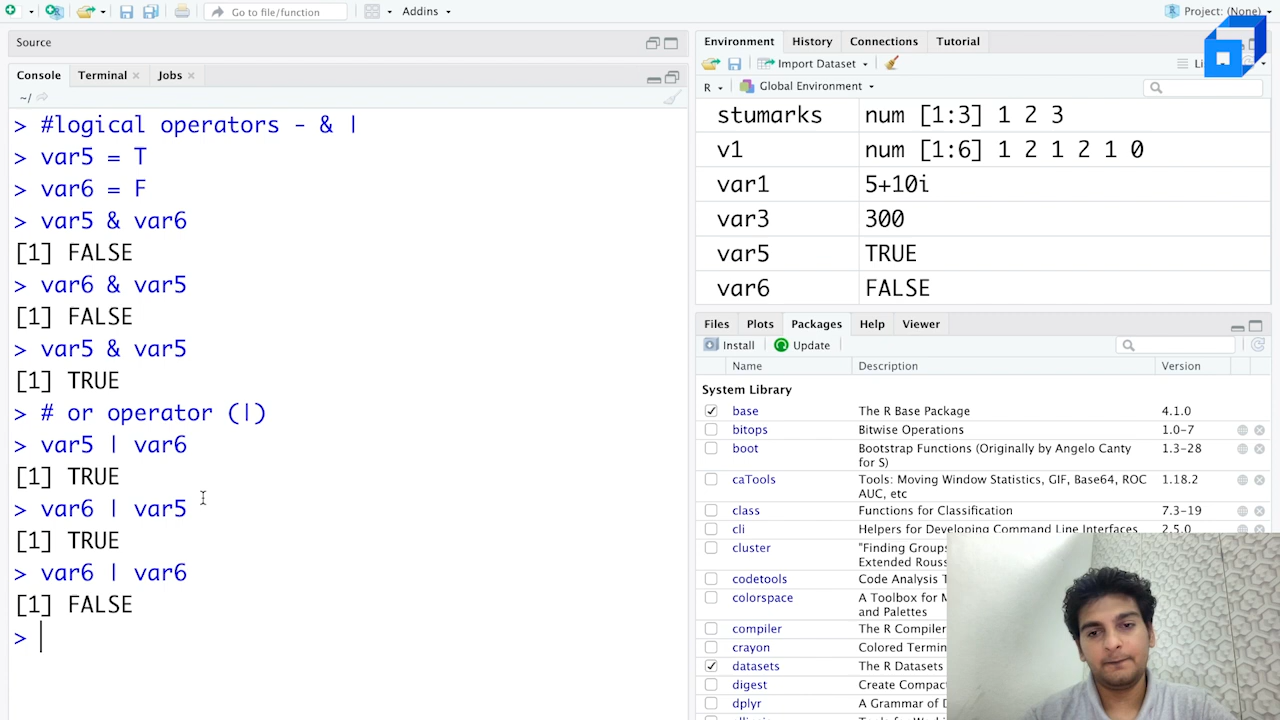 Go to file/function
Addins
Project: (None)
Source
Console
Terminal
Jobs
~/
> #logical operators - & |
> var5 = T
> var6 = F
> var5 & var6
[1] FALSE
> var6 & var5
[1] FALSE
> var5 & var5
[1] TRUE
> # or operator (|)
> var5 | var6
[1] TRUE
> var6 | var5
[1] TRUE
> var6 | var6
[1] FALSE
>
Environment
History
Connections
Tutorial
Import Dataset
R
Global Environment
stumarks num [1:3] 1 2 3
v1 num [1:6] 1 2 1 2 1 0
var1 5+10i
var3 300
var5 TRUE
var6 FALSE
Files
Plots
Packages
Help
Viewer
Install
Update
Name Description Version
System Library
base The R Base Package 4.1.0
bitops Bitwise Operations 1.0-7
boot Bootstrap Functions (Originally by Angelo Canty 1.3-28
for S)
caTools Tools: Moving Window Statistics, GIF, Base64, ROC 1.18.2
AUC, etc
class Functions for Classification 7.3-19
cli Helpers for Developing Command Line Interfaces 2.5.0
cluster "Finding Groups
Extended Rouss
codetools Code Analysis T
colorspace A Toolbox for M
and Palettes
compiler The R Compiler
crayon Colored Termin
datasets The R Datasets
digest Create Compac
dplyr A Grammar of D